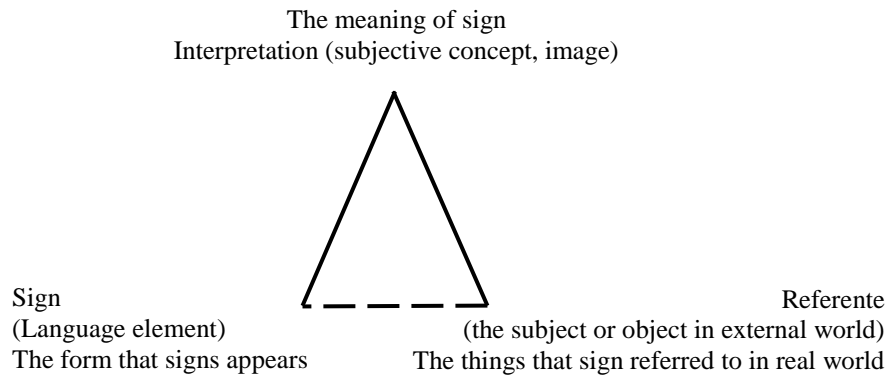 The meaning of sign
Interpretation (subjective concept, image)
Sign
(Language element)
The form that signs appears
Referente
(the subject or object in external world)
The things that sign referred to in real world